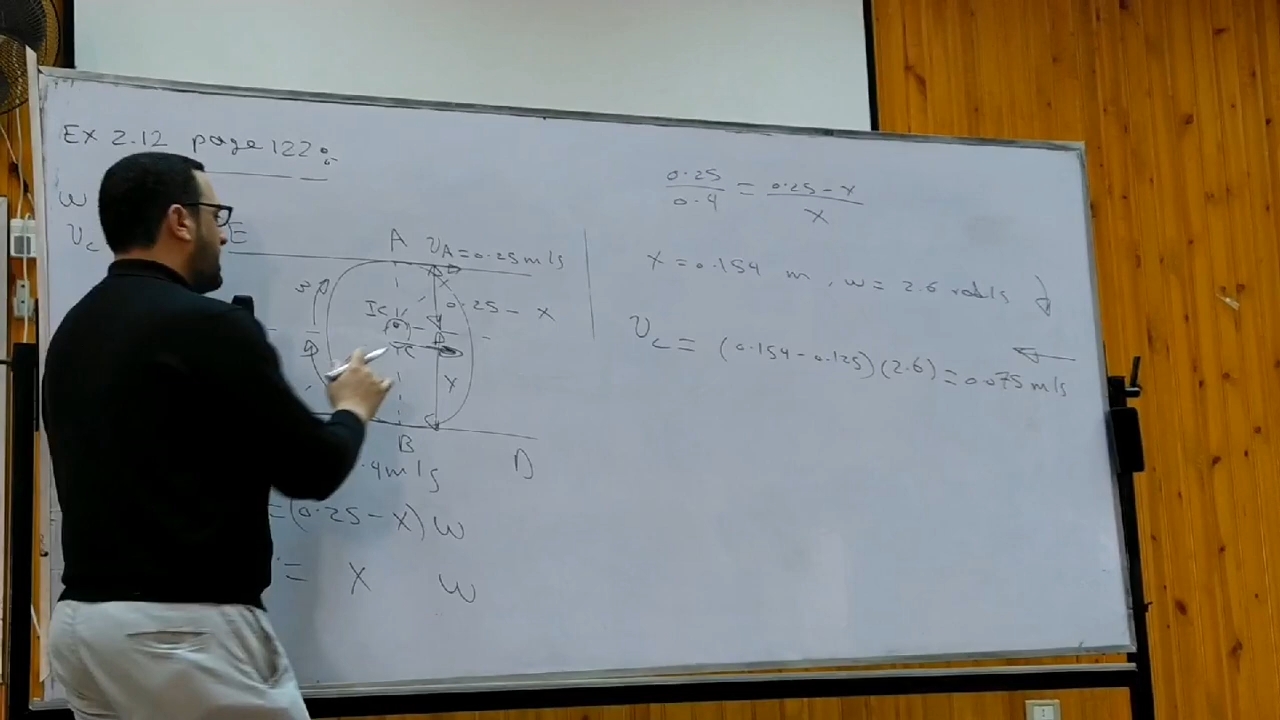 Ex 2.12 page 122:
w
Vc
E A VA = 0.25 m/s
w
Ic
0.25 - x
c
x
B
D
.4 m/s
= (0.25 - x) w
= x w
0.25/0.4 = 0.25 - x/x
x = 0.154 m, w = 2.6 rad/s
Vc = (0.154 - 0.125)(2.6) = 0.075 m/s